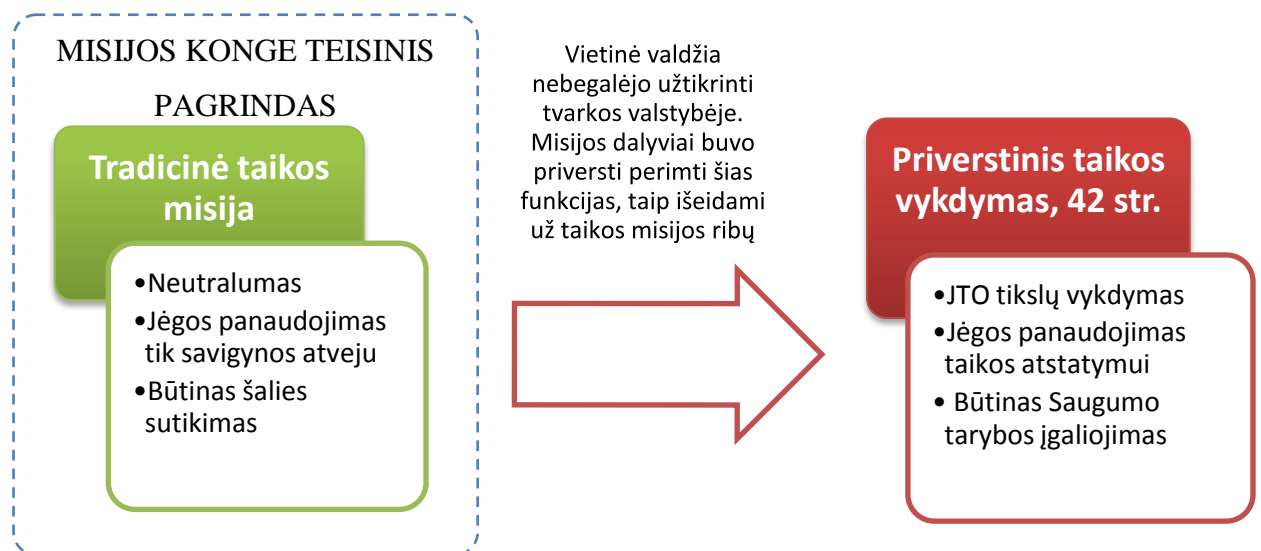 MISIJOS KONGE TEISINIS
PAGRINDAS
Tradicinė taikos
misija
•Neutralumas
•Jėgos panaudojimas
tik savigynos atveju
•Būtinas šalies
sutikimas
Vietinė valdžia
nebegalėjo užtikrinti
tvarkos valstybėje.
Misijos dalyviai buvo
priversti perimti šias
funkcijas, taip išeidami
už taikos misijos ribų
Priverstinis taikos
vykdymas, 42 str.
•JTO tikslų vykdymas
•Jėgos panaudojimas
taikos atstatymui
• Būtinas Saugumo
tarybos įgaliojimas